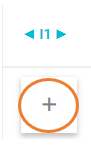 ◀ I1 ▶
+